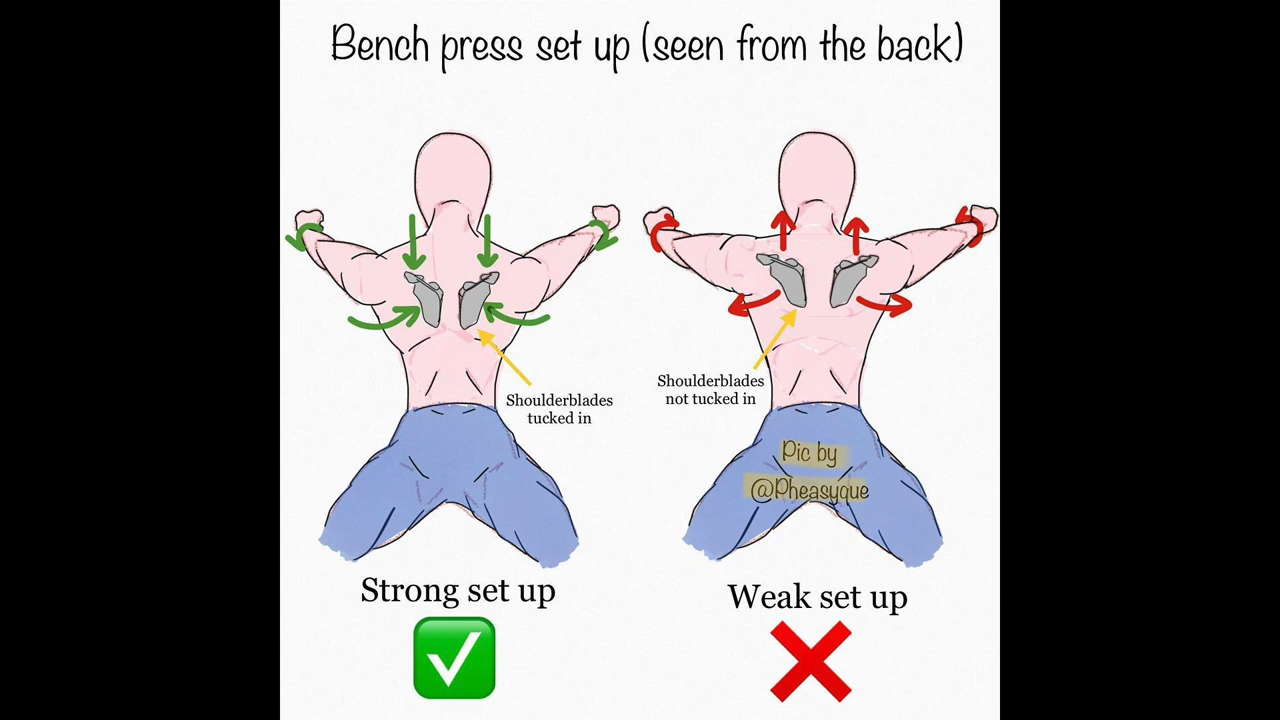 Bench press set up (seen from the back)
Shoulderblades
tucked in
Shoulderblades
not tucked in
Pic by
@Pheasyque
Strong set up
Weak set up